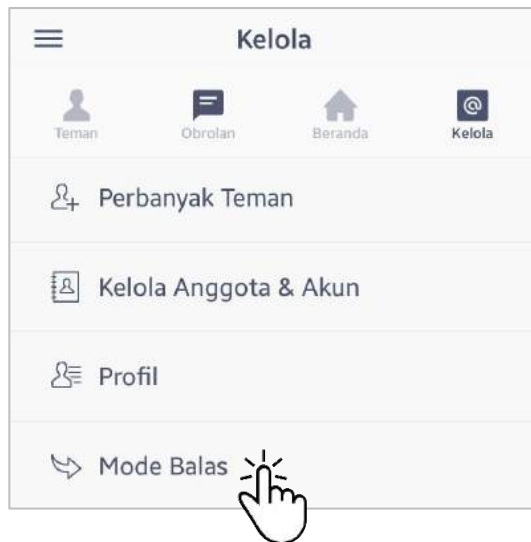 Kelola
Teman Obrolan Beranda Kelola
Perbanyak Teman
Kelola Anggota & Akun
Profil
Mode Balas